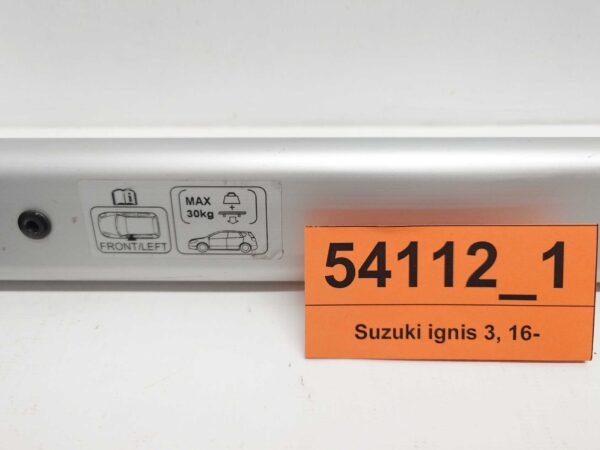 MAX
30kg
FRONT/LEFT
54112_1
Suzuki ignis 3, 16-